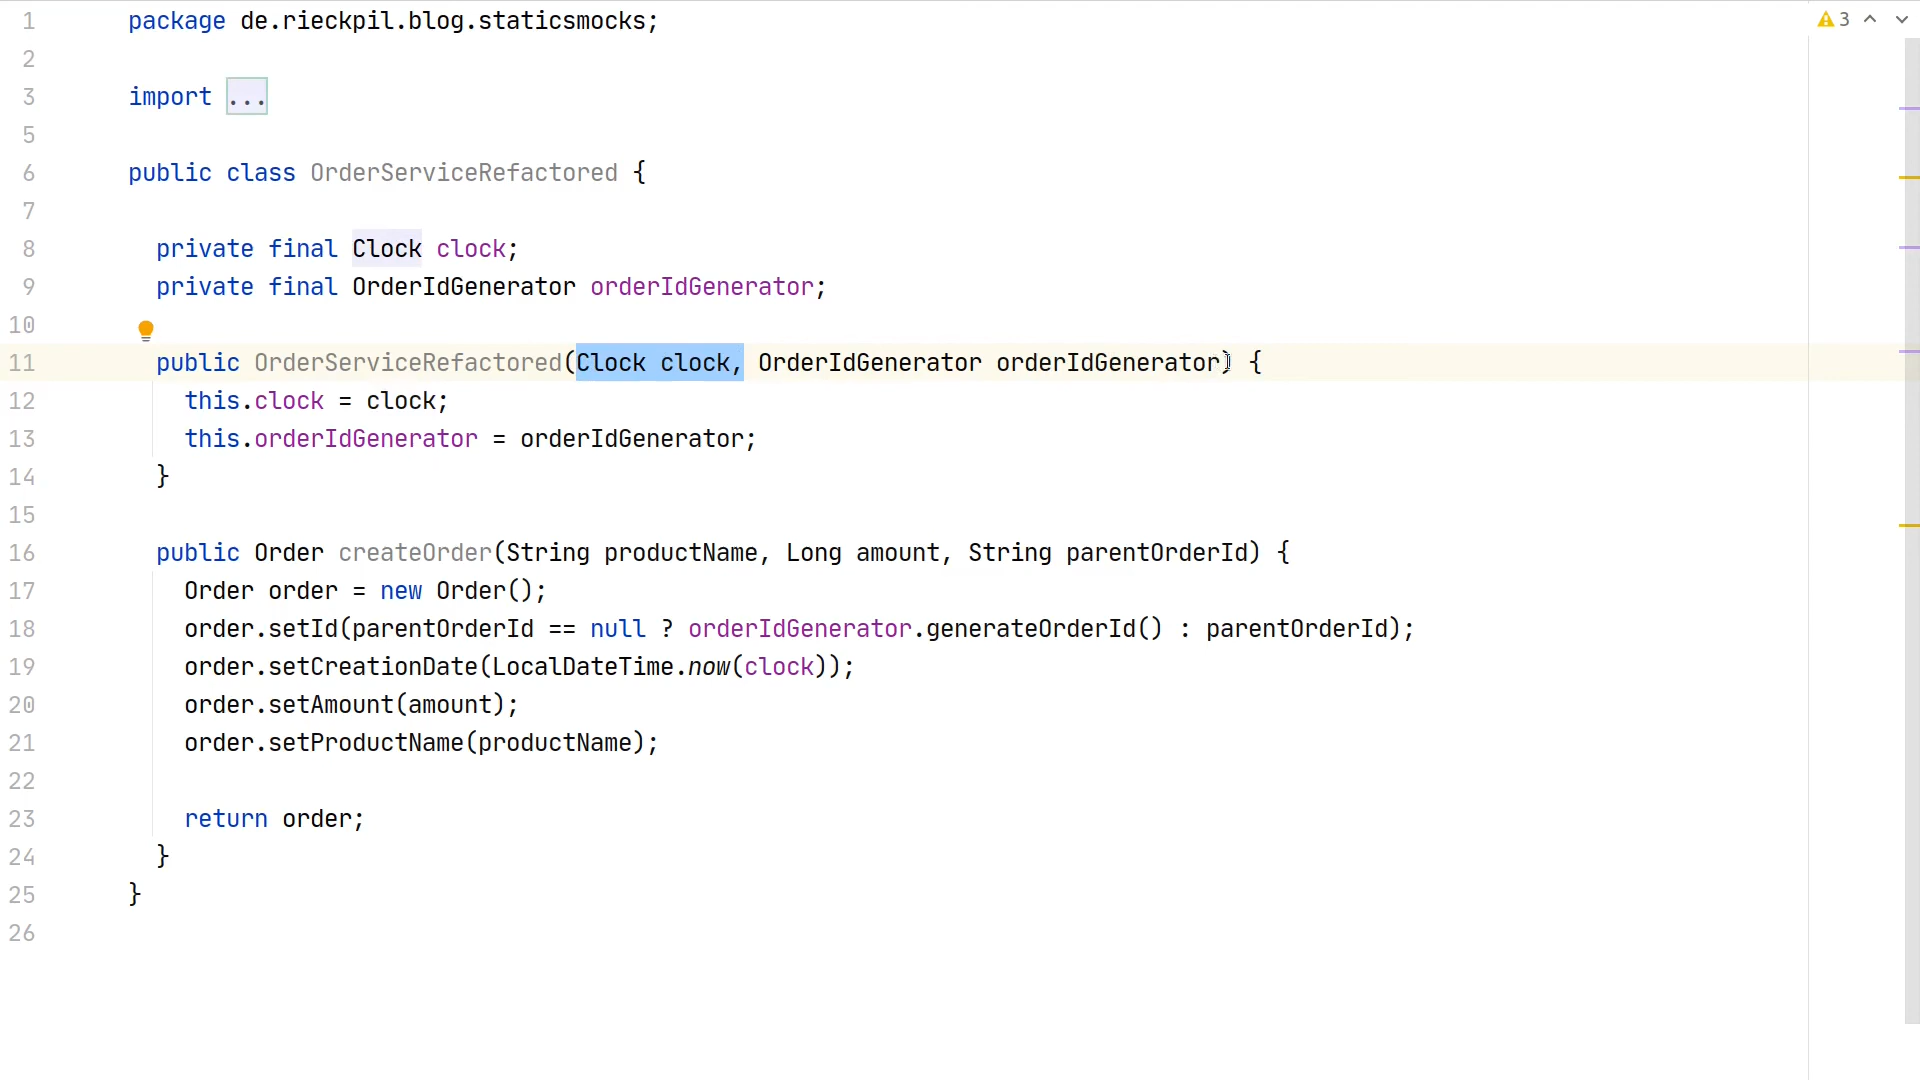 1 package de.rieckpil.blog.staticsmocks;
2
3 import ...
5
6 public class OrderServiceRefactored {
7
8 private final Clock clock;
9 private final OrderIdGenerator orderIdGenerator;
10
11 public OrderServiceRefactored(Clock clock, OrderIdGenerator orderIdGenerator) {
12 this.clock = clock;
13 this.orderIdGenerator = orderIdGenerator;
14 }
15
16 public Order createOrder(String productName, Long amount, String parentOrderId) {
17 Order order = new Order();
18 order.setId(parentOrderId == null ? orderIdGenerator.generateOrderId() : parentOrderId);
19 order.setCreationDate(LocalDateTime.now(clock));
20 order.setAmount(amount);
21 order.setProductName(productName);
22
23 return order;
24 }
25 }
26
3